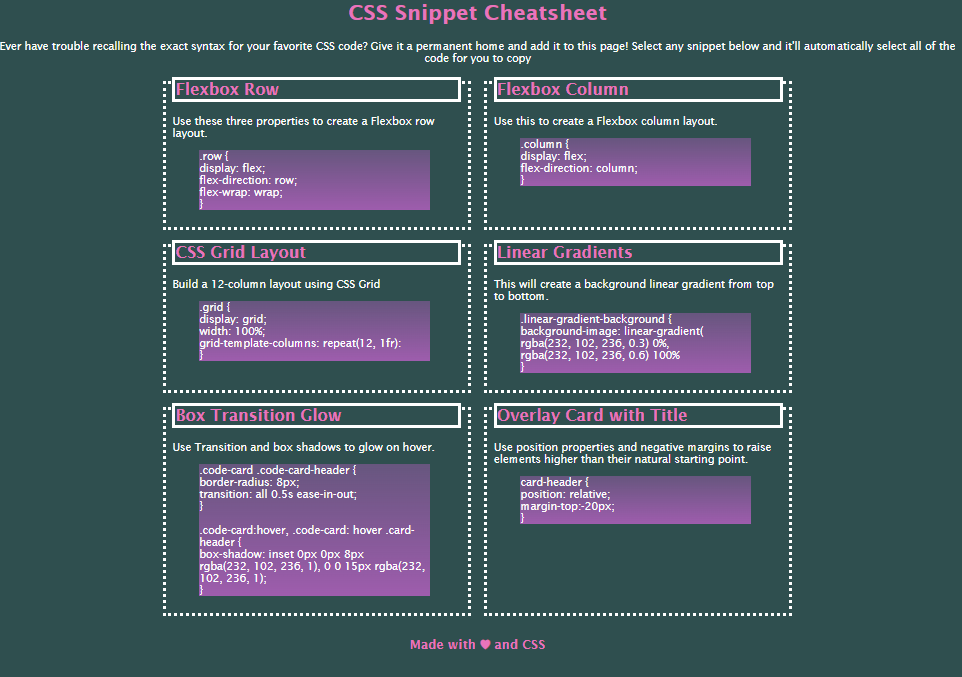 CSS Snippet Cheatsheet
Ever have trouble recalling the exact syntax for your favorite CSS code? Give it a permanent home and add it to this page! Select any snippet below and it'll automatically select all of the
code for you to copy
Flexbox Row
Use these three properties to create a Flexbox row
layout.
.row {
display: flex;
flex-direction: row;
flex-wrap: wrap;
}
Flexbox Column
Use this to create a Flexbox column layout.
.column {
display: flex;
flex-direction: column;
}
CSS Grid Layout
Build a 12-column layout using CSS Grid
.grid {
display: grid;
width: 100%;
grid-template-columns: repeat(12, 1fr):
}
Linear Gradients
This will create a background linear gradient from top
to bottom.
.linear-gradient-background {
background-image: linear-gradient(
rgba(232, 102, 236, 0.3) 0%,
rgba(232, 102, 236, 0.6) 100%
}
Box Transition Glow
Use Transition and box shadows to glow on hover.
.code-card .code-card-header {
border-radius: 8px;
transition: all 0.5s ease-in-out;
}
.code-card:hover, .code-card: hover .card-
header {
box-shadow: inset 0px 0px 8px
rgba(232, 102, 236, 1), 0 0 15px rgba(232,
102, 236, 1);
}
Overlay Card with Title
Use position properties and negative margins to raise
elements higher than their natural starting point.
card-header {
position: relative;
margin-top:-20px;
}
Made with ♥ and CSS